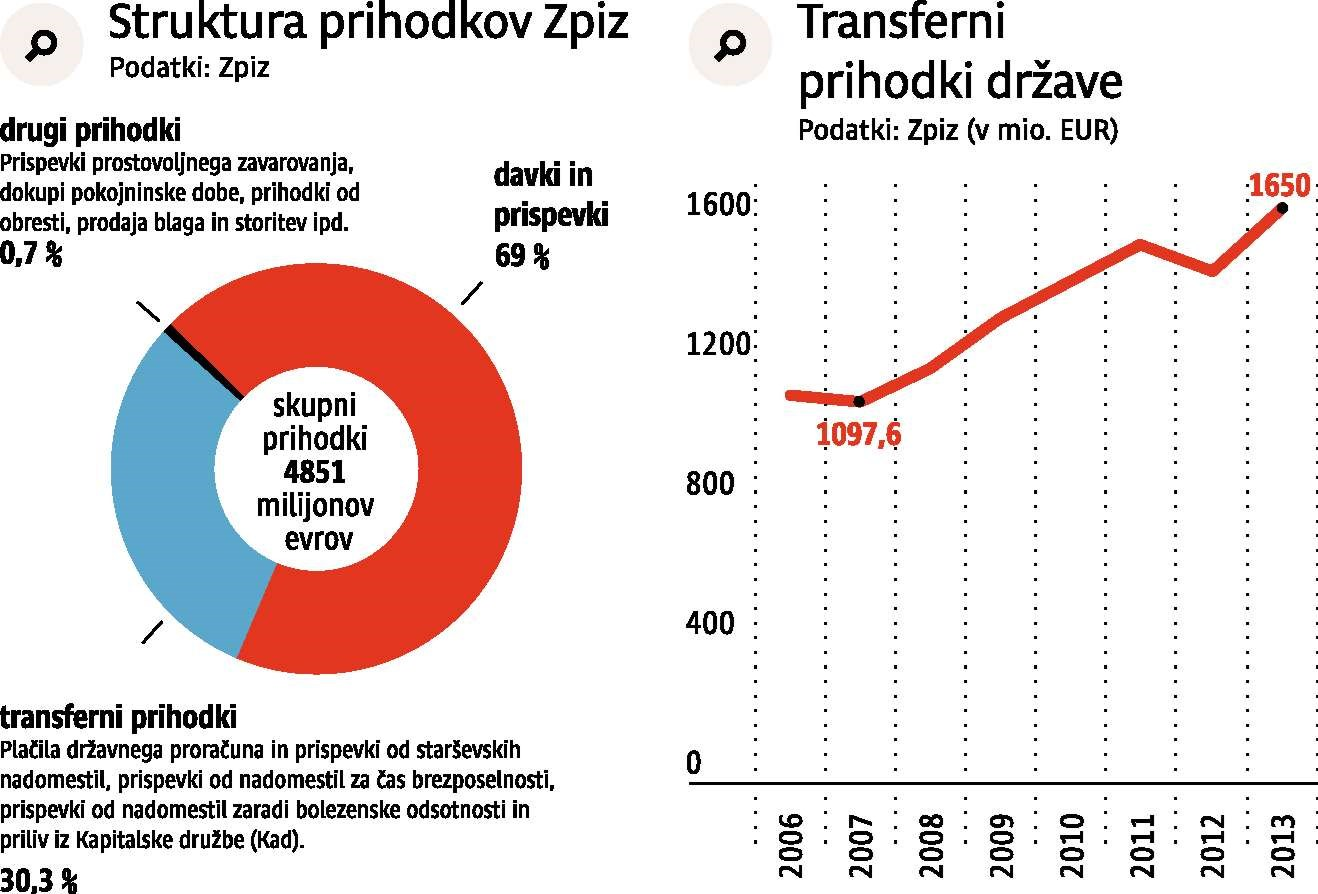 Struktura prihodkov Zpiz
Podatki: Zpiz
drugi prihodki
Prispevki prostovoljnega zavarovanja,
dokupi pokojninske dobe, prihodki od
obresti, prodaja blaga in storitev ipd.
0,7 %
davki in
prispevki
69 %
skupni
prihodki
4851
milijonov
evrov
transferni prihodki
Plačila državnega proračuna in prispevki od starševskih
nadomestil, prispevki od nadomestil za čas brezposelnosti,
prispevki od nadomestil zaradi bolezenske odsotnosti in
priliv iz Kapitalske družbe (Kad).
30,3 %
Transferni
prihodki države
Podatki: Zpiz (v mio. EUR)
1650
1600
1200
1097,6
800
400
0
2006
2007
2008
2009
2010
2011
2012
2013